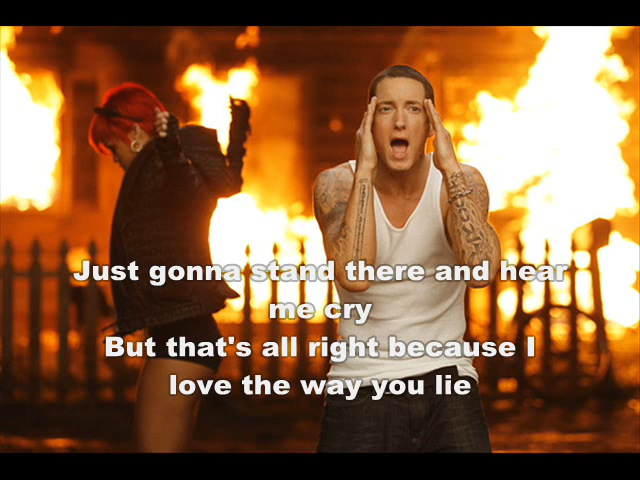 Just gonna stand there and hear
me cry
But that's all right because I
love the way you lie